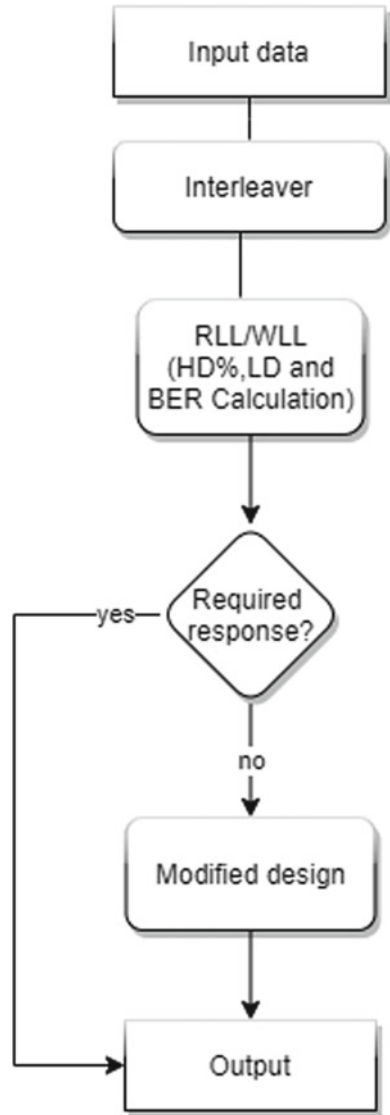 Input data
Interleaver
RLL/WLL
(HD%,LD and
BER Calculation)
Required
response?
yes
no
Modified design
Output